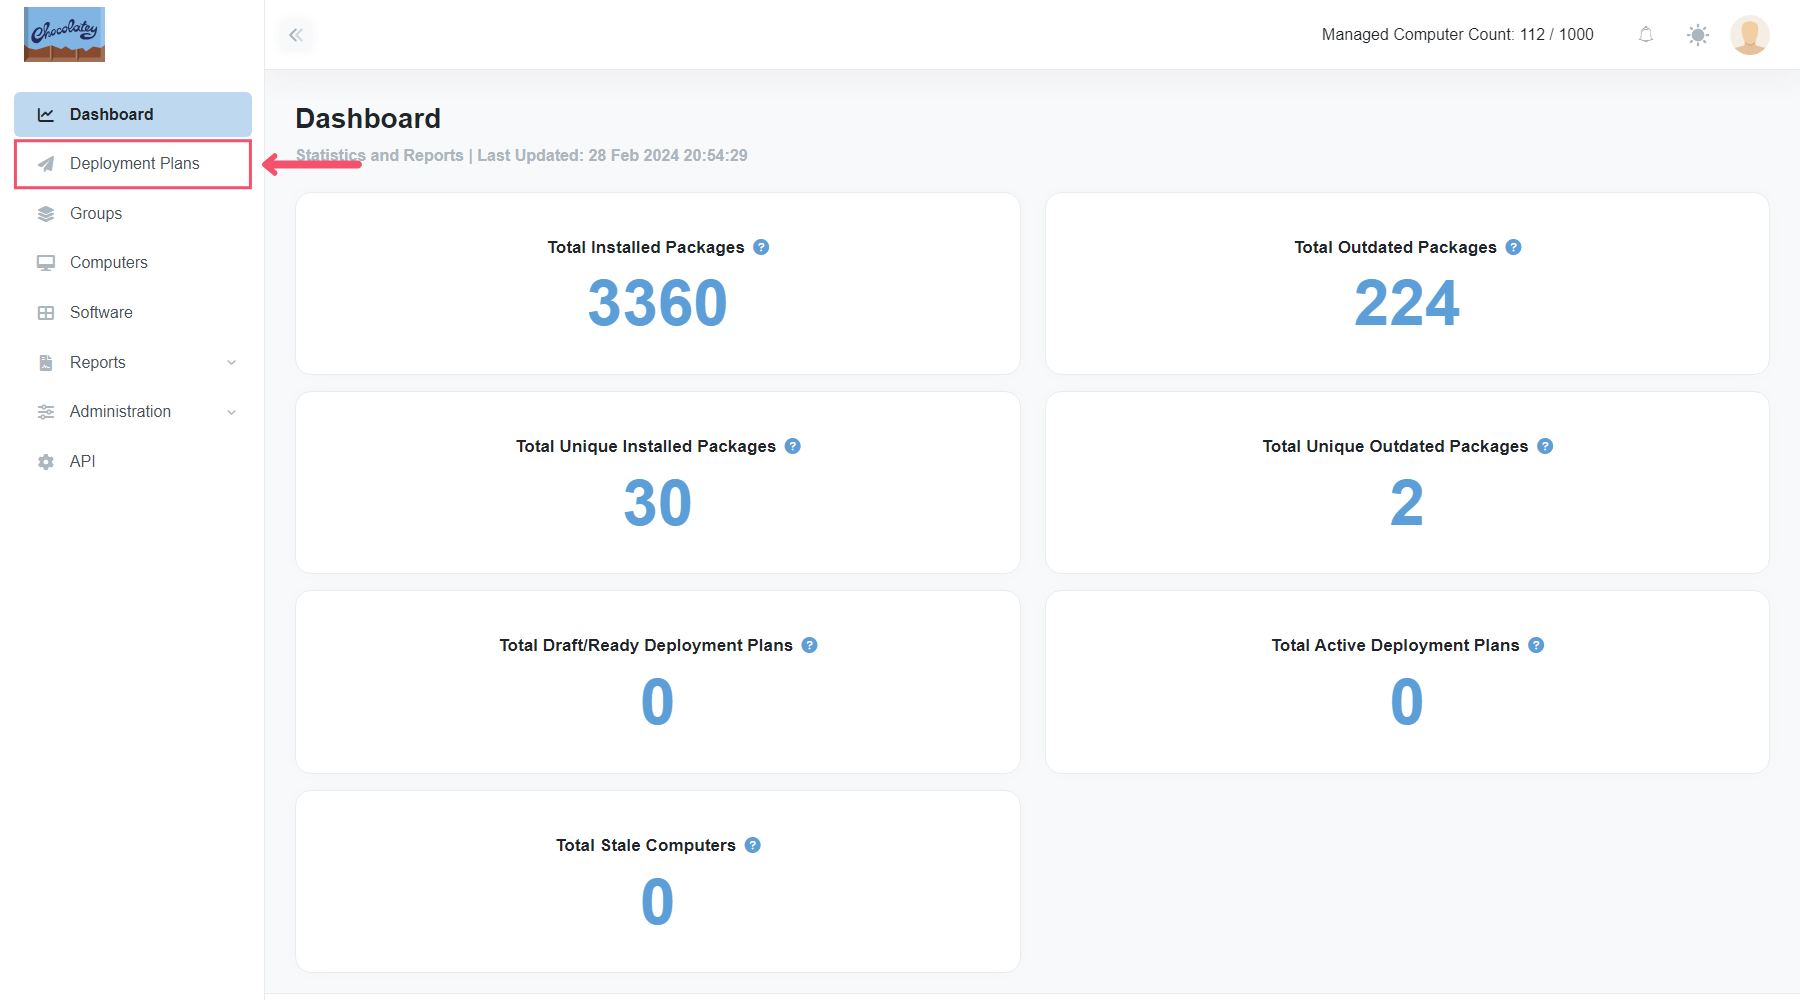 Chocolatey
Managed Computer Count: 112 / 1000
Dashboard
Deployment Plans
Groups
Computers
Software
Reports
Administration
API
Dashboard
Statistics and Reports | Last Updated: 28 Feb 2024 20:54:29
Total Installed Packages ?
3360
Total Outdated Packages ?
224
Total Unique Installed Packages ?
30
Total Unique Outdated Packages ?
2
Total Draft/Ready Deployment Plans ?
0
Total Active Deployment Plans ?
0
Total Stale Computers ?
0